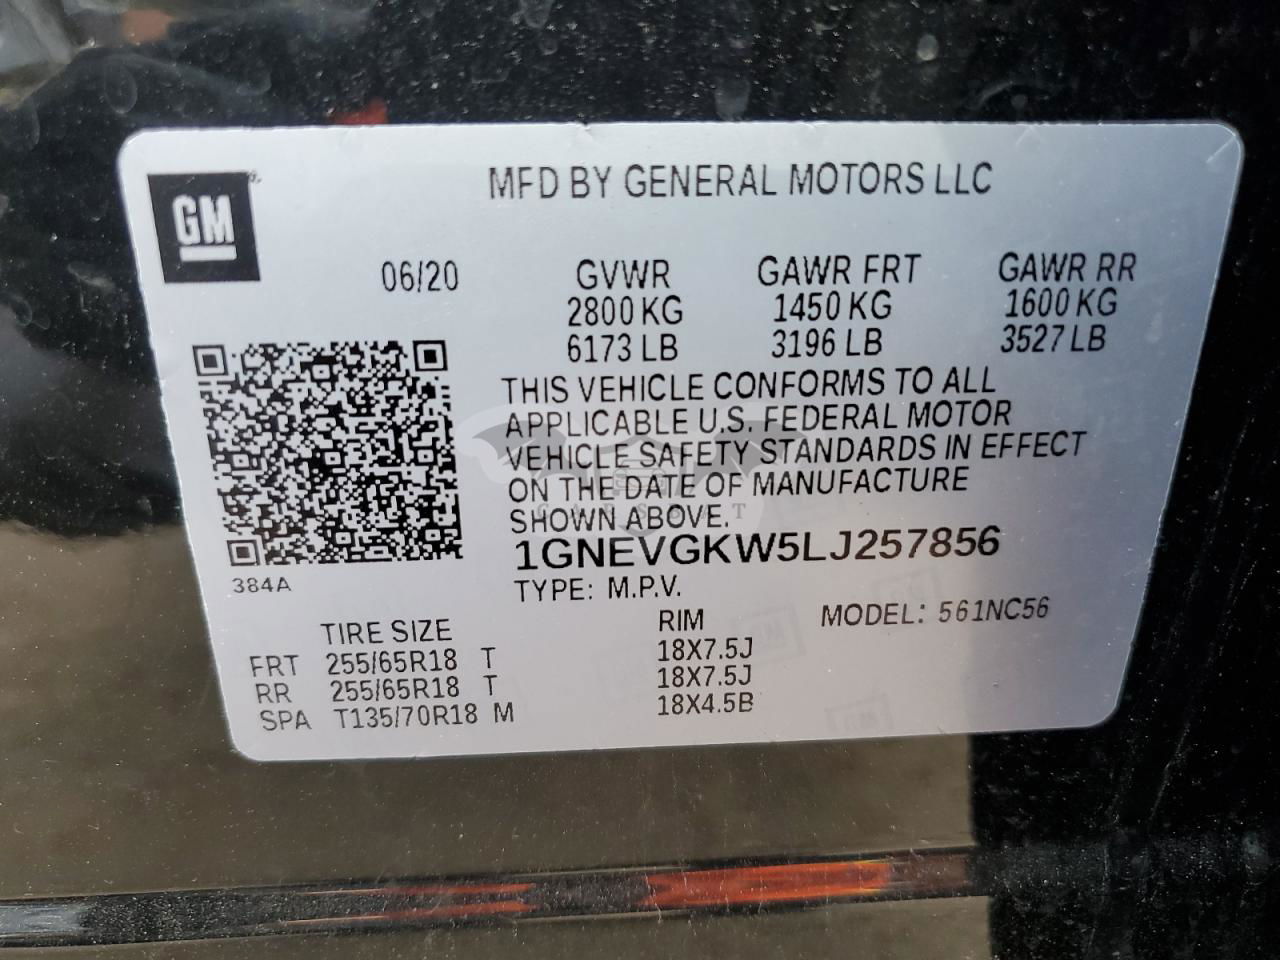 GM
MFD BY GENERAL MOTORS LLC
06/20
GVWR GAWR FRT GAWR RR
2800 KG 1450 KG 1600 KG
6173 LB 3196 LB 3527 LB
THIS VEHICLE CONFORMS TO ALL
APPLICABLE U.S. FEDERAL MOTOR
VEHICLE SAFETY STANDARDS IN EFFECT
ON THE DATE OF MANUFACTURE
SHOWN ABOVE.
1GNEVGKW5LJ257856
384A
TYPE: M.P.V.
MODEL: 561NC56
TIRE SIZE RIM
FRT 255/65R18 T 18X7.5J
RR 255/65R18 T 18X7.5J
SPA T135/70R18 M 18X4.5B